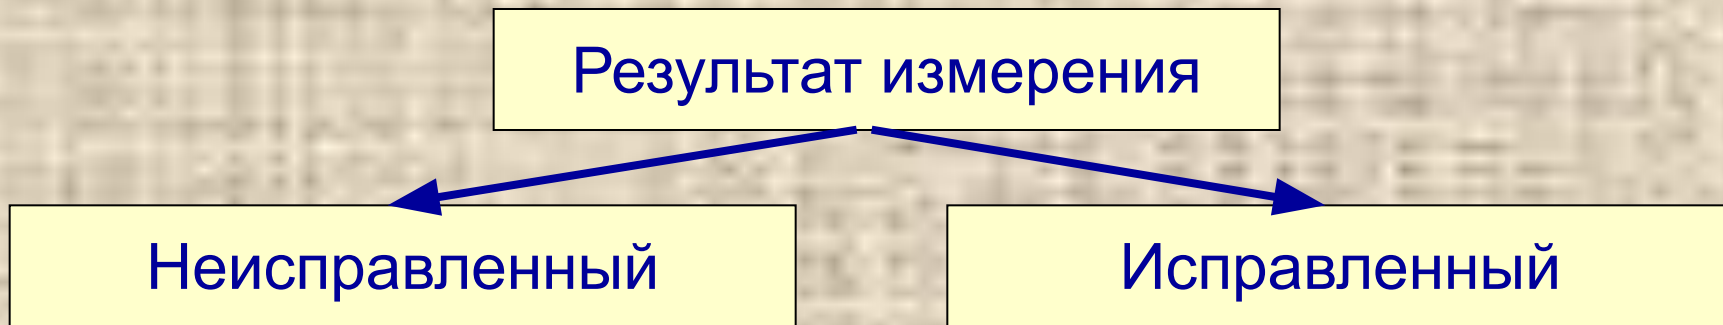 Результат измерения
Неисправленный
Исправленный